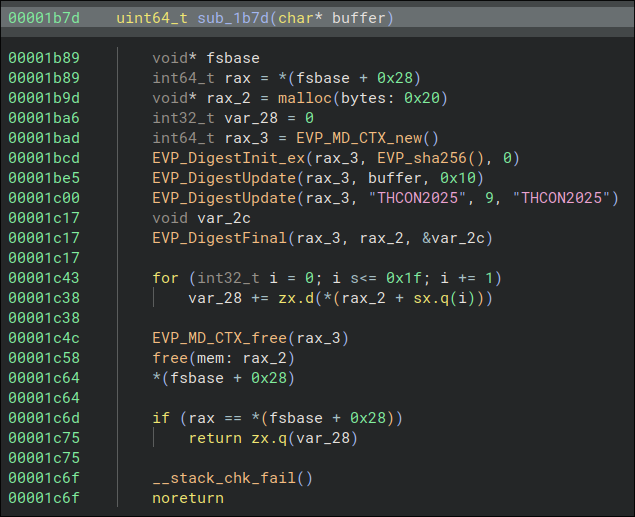 00001b7d uint64_t sub_1b7d(char* buffer)
00001b89 void* fsbase
00001b89 int64_t rax = *(fsbase + 0x28)
00001b9d void* rax_2 = malloc(bytes: 0x20)
00001ba6 int32_t var_28 = 0
00001bad int64_t rax_3 = EVP_MD_CTX_new()
00001bcd EVP_DigestInit_ex(rax_3, EVP_sha256(), 0)
00001be5 EVP_DigestUpdate(rax_3, buffer, 0x10)
00001c00 EVP_DigestUpdate(rax_3, "THCON2025", 9, "THCON2025")
00001c17 void var_2c
00001c17 EVP_DigestFinal(rax_3, rax_2, &var_2c)
00001c17
00001c43 for (int32_t i = 0; i s<= 0x1f; i += 1)
00001c38 var_28 += zx.d(*(rax_2 + sx.q(i)))
00001c38
00001c4c EVP_MD_CTX_free(rax_3)
00001c58 free(mem: rax_2)
00001c64 *(fsbase + 0x28)
00001c64
00001c6d if (rax == *(fsbase + 0x28))
00001c75 return zx.q(var_28)
00001c75
00001c6f __stack_chk_fail()
00001c6f noreturn